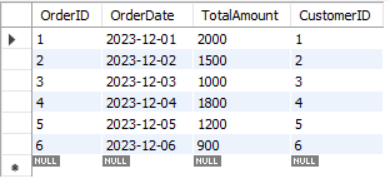 OrderID OrderDate TotalAmount CustomerID
1 2023-12-01 2000 1
2 2023-12-02 1500 2
3 2023-12-03 1000 3
4 2023-12-04 1800 4
5 2023-12-05 1200 5
6 2023-12-06 900 6
NULL NULL NULL NULL